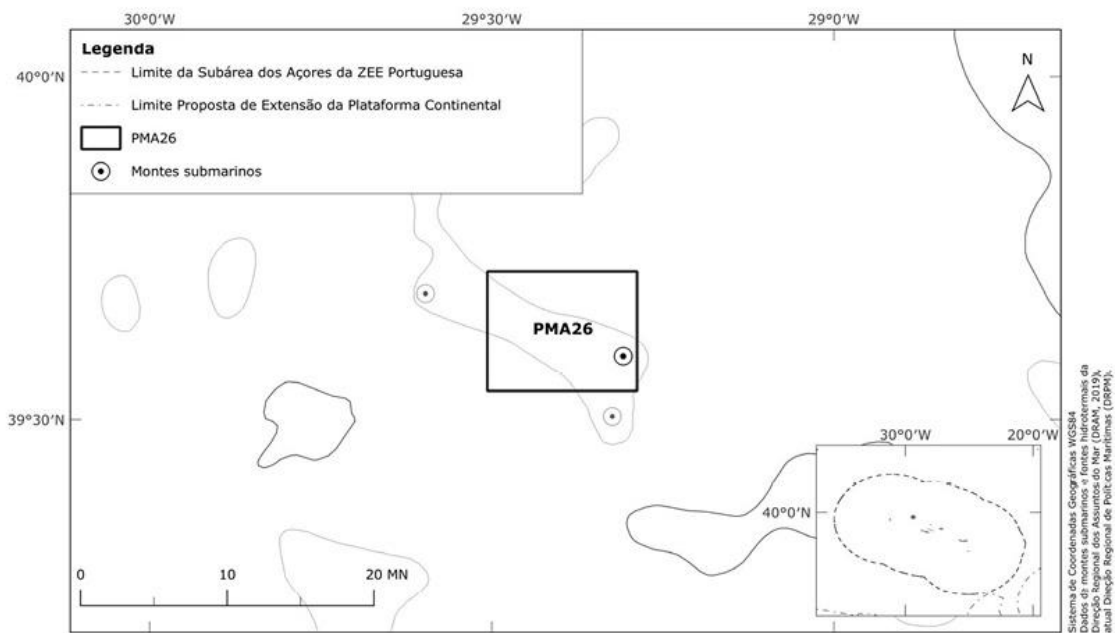 30°0'W
29°30'W
29°0'W
40°0'N
39°30'N
Legenda
Limite da Subárea dos Açores da ZEE Portuguesa
Limite Proposta de Extensão da Plataforma Continental
PMA26
Montes submarinos
N
PMA26
30°0'W
20°0'W
40°0'N
0
10
20 MN
Sistema de Coordenadas Geográficas WGS84
Dados de montes submarinos e fontes hidrotermais da
Direção Regional dos Assuntos do Mar (DRAM, 2019),
atual Direção Regional de Políticas Marítimas (DRPM).